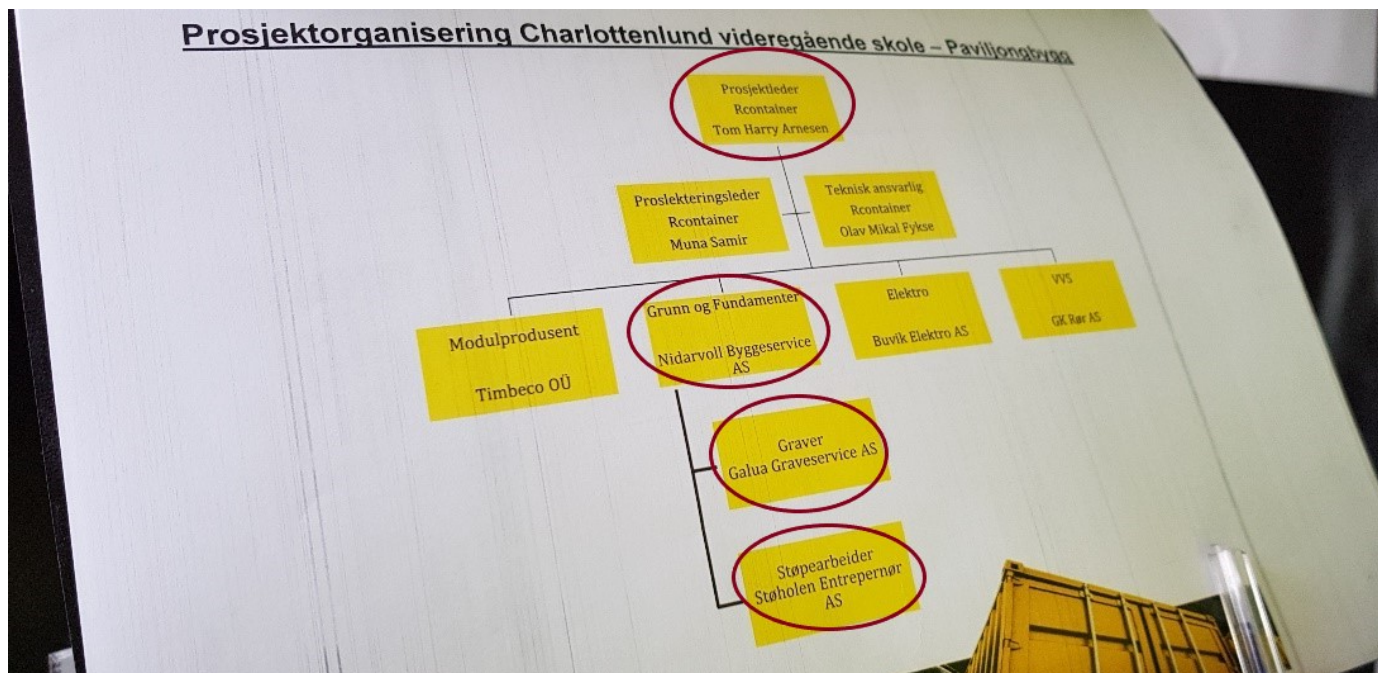 Prosjektorganisering Charlottenlund videregående skole – Paviljongbygg
Prosjektleder
Rcontainer
Tom Harry Arnesen
Proslekteringsleder
Rcontainer
Muna Samir
Teknisk ansvarlig
Rcontainer
Olav Mikal Fykse
Modulprodusent
Timbeco OÜ
Grunn og Fundamenter
Nidarvoll Byggeservice
AS
Elektro
Buvik Elektro AS
VVS
GK Rør AS
Graver
Galua Graveservice AS
Støpearbeider
Støholen Entrepernør
AS